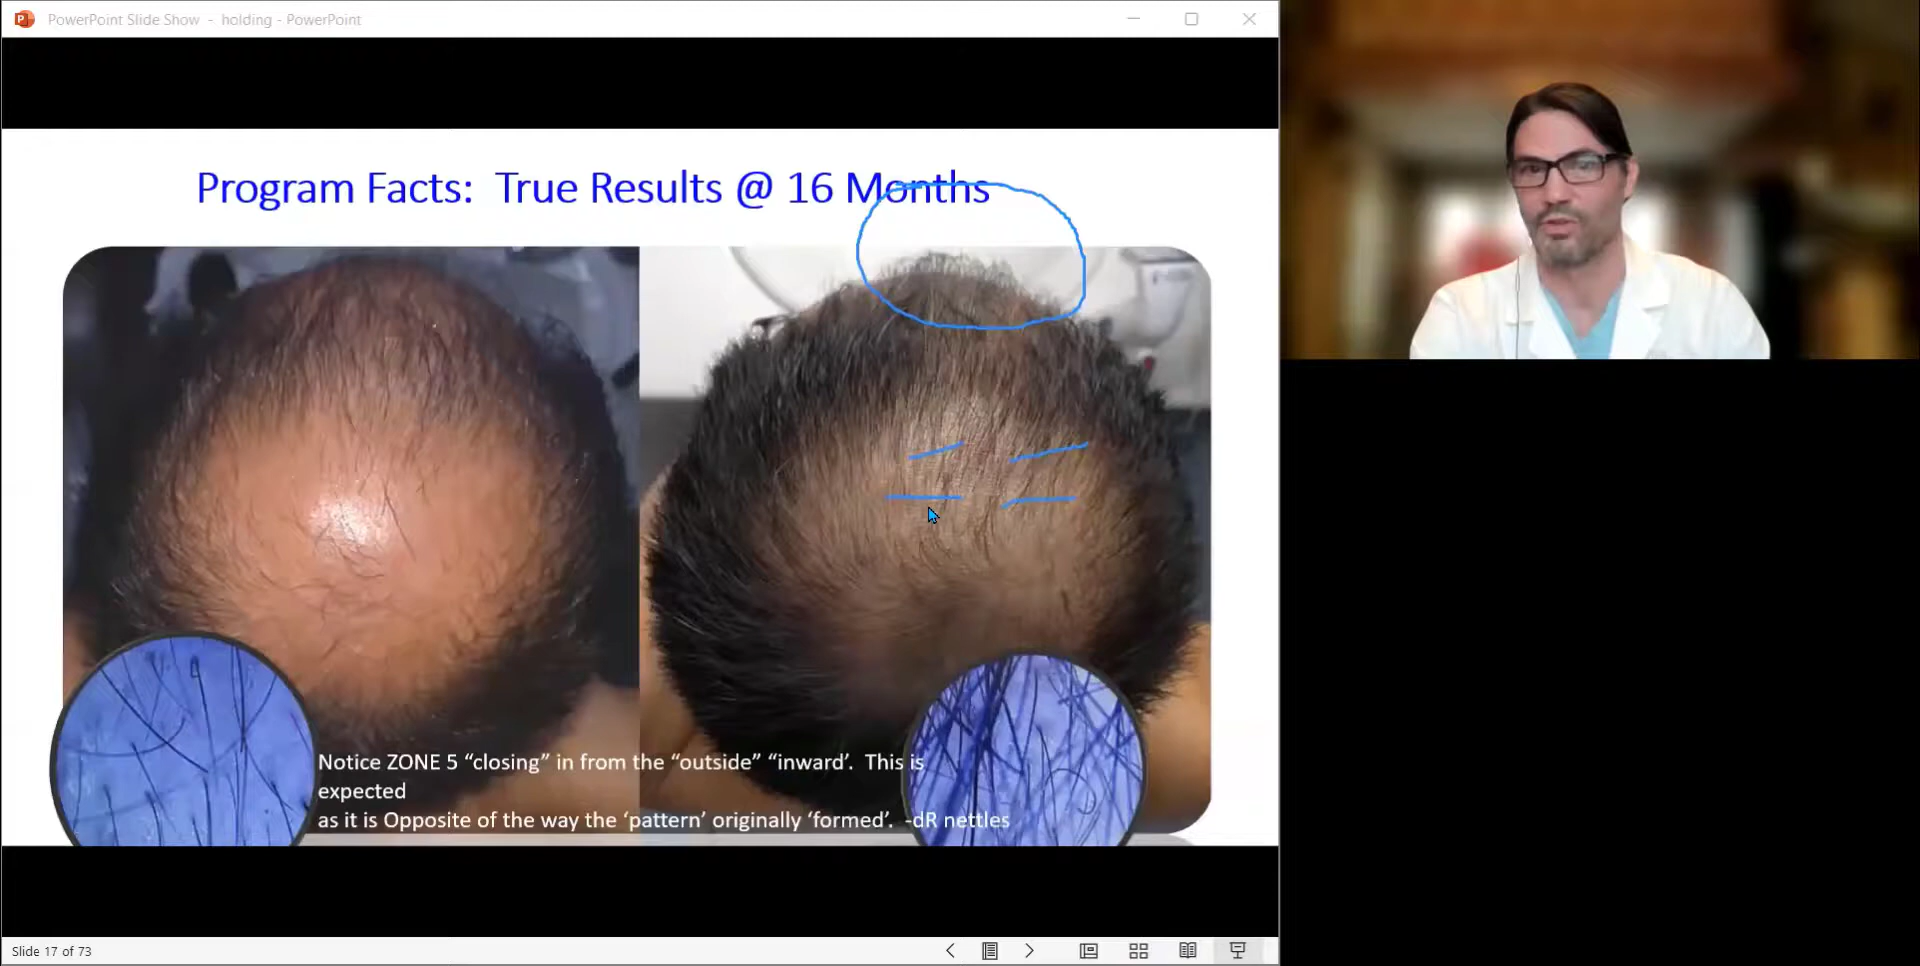 PowerPoint Slide Show - holding - PowerPoint
Program Facts: True Results @ 16 Months
Notice ZONE 5 “closing” in from the “outside” “inward’. This is
expected
as it is Opposite of the way the ‘pattern’ originally ‘formed’. -dR nettles
Slide 17 of 73